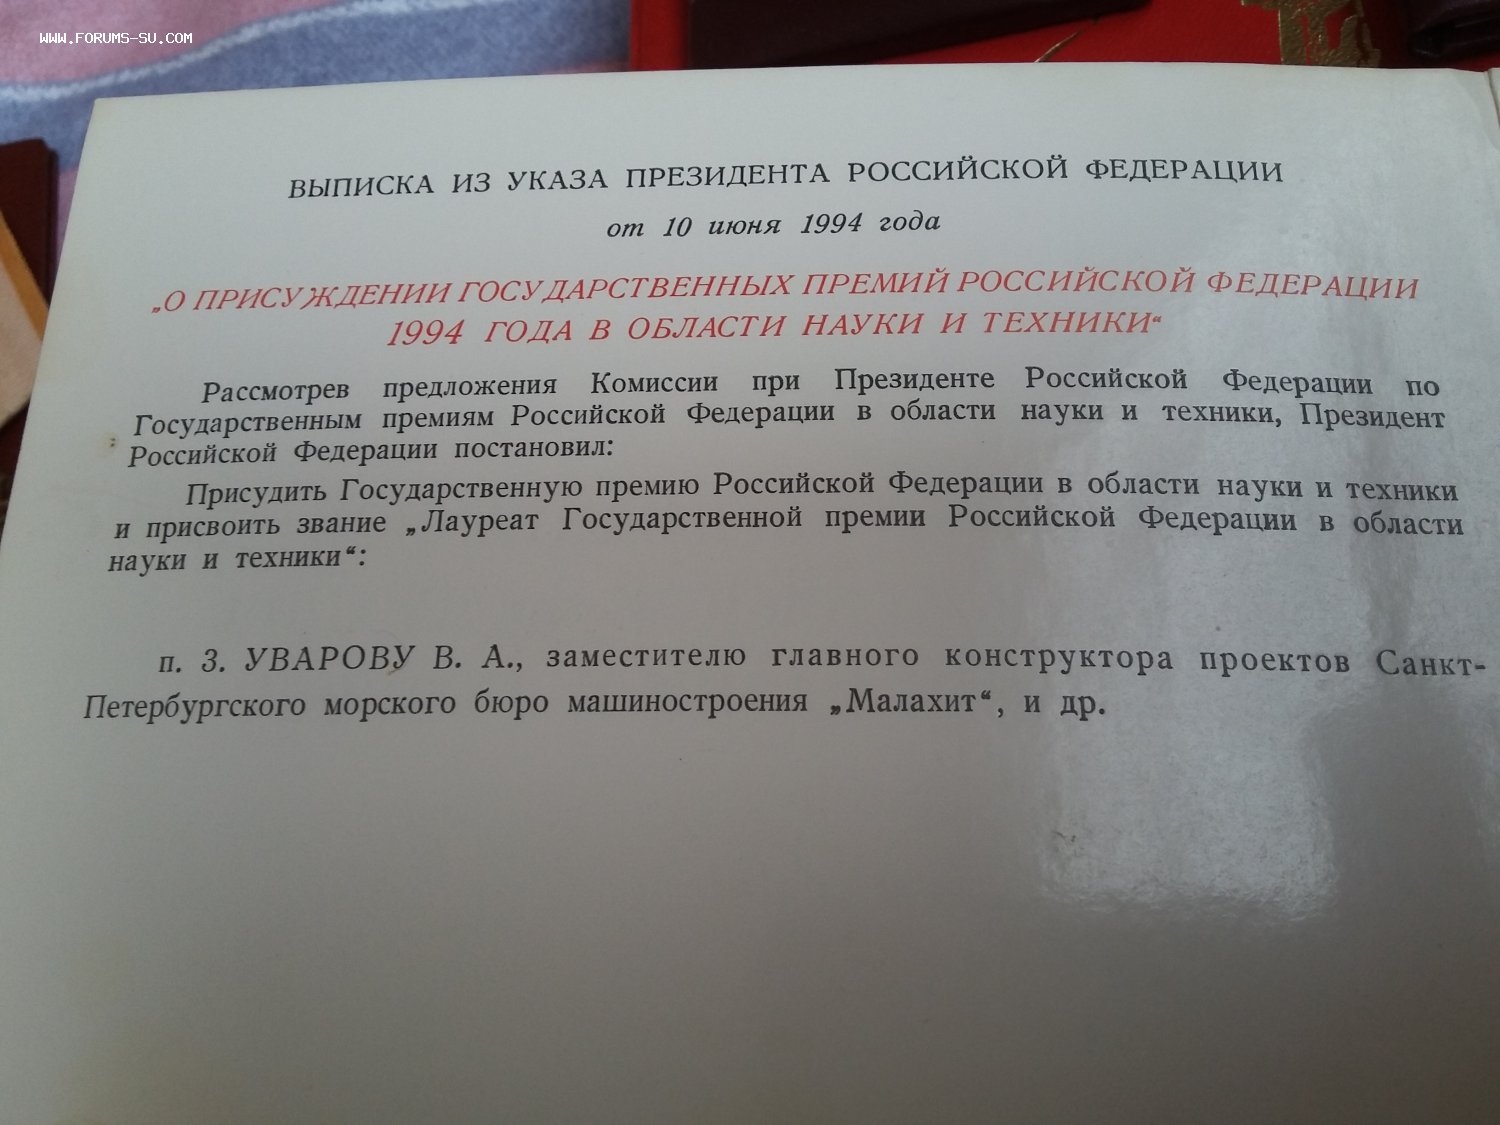 WWW.FORUMS-SU.COM
ВЫПИСКА ИЗ УКАЗА ПРЕЗИДЕНТА РОССИЙСКОЙ ФЕДЕРАЦИИ
от 10 июня 1994 года
„О ПРИСУЖДЕНИИ ГОСУДАРСТВЕННЫХ ПРЕМИЙ РОССИЙСКОЙ ФЕДЕРАЦИИ
1994 ГОДА В ОБЛАСТИ НАУКИ И ТЕХНИКИ“
Рассмотрев предложения Комиссии при Президенте Российской Федерации по
Государственным премиям Российской Федерации в области науки и техники, Президент
Российской Федерации постановил:
Присудить Государственную премию Российской Федерации в области науки и техники
и присвоить звание „Лауреат Государственной премии Российской Федерации в области
науки и техники“:
п. 3. УВАРОВУ В. А., заместителю главного конструктора проектов Санкт-
Петербургского морского бюро машиностроения „Малахит“, и др.